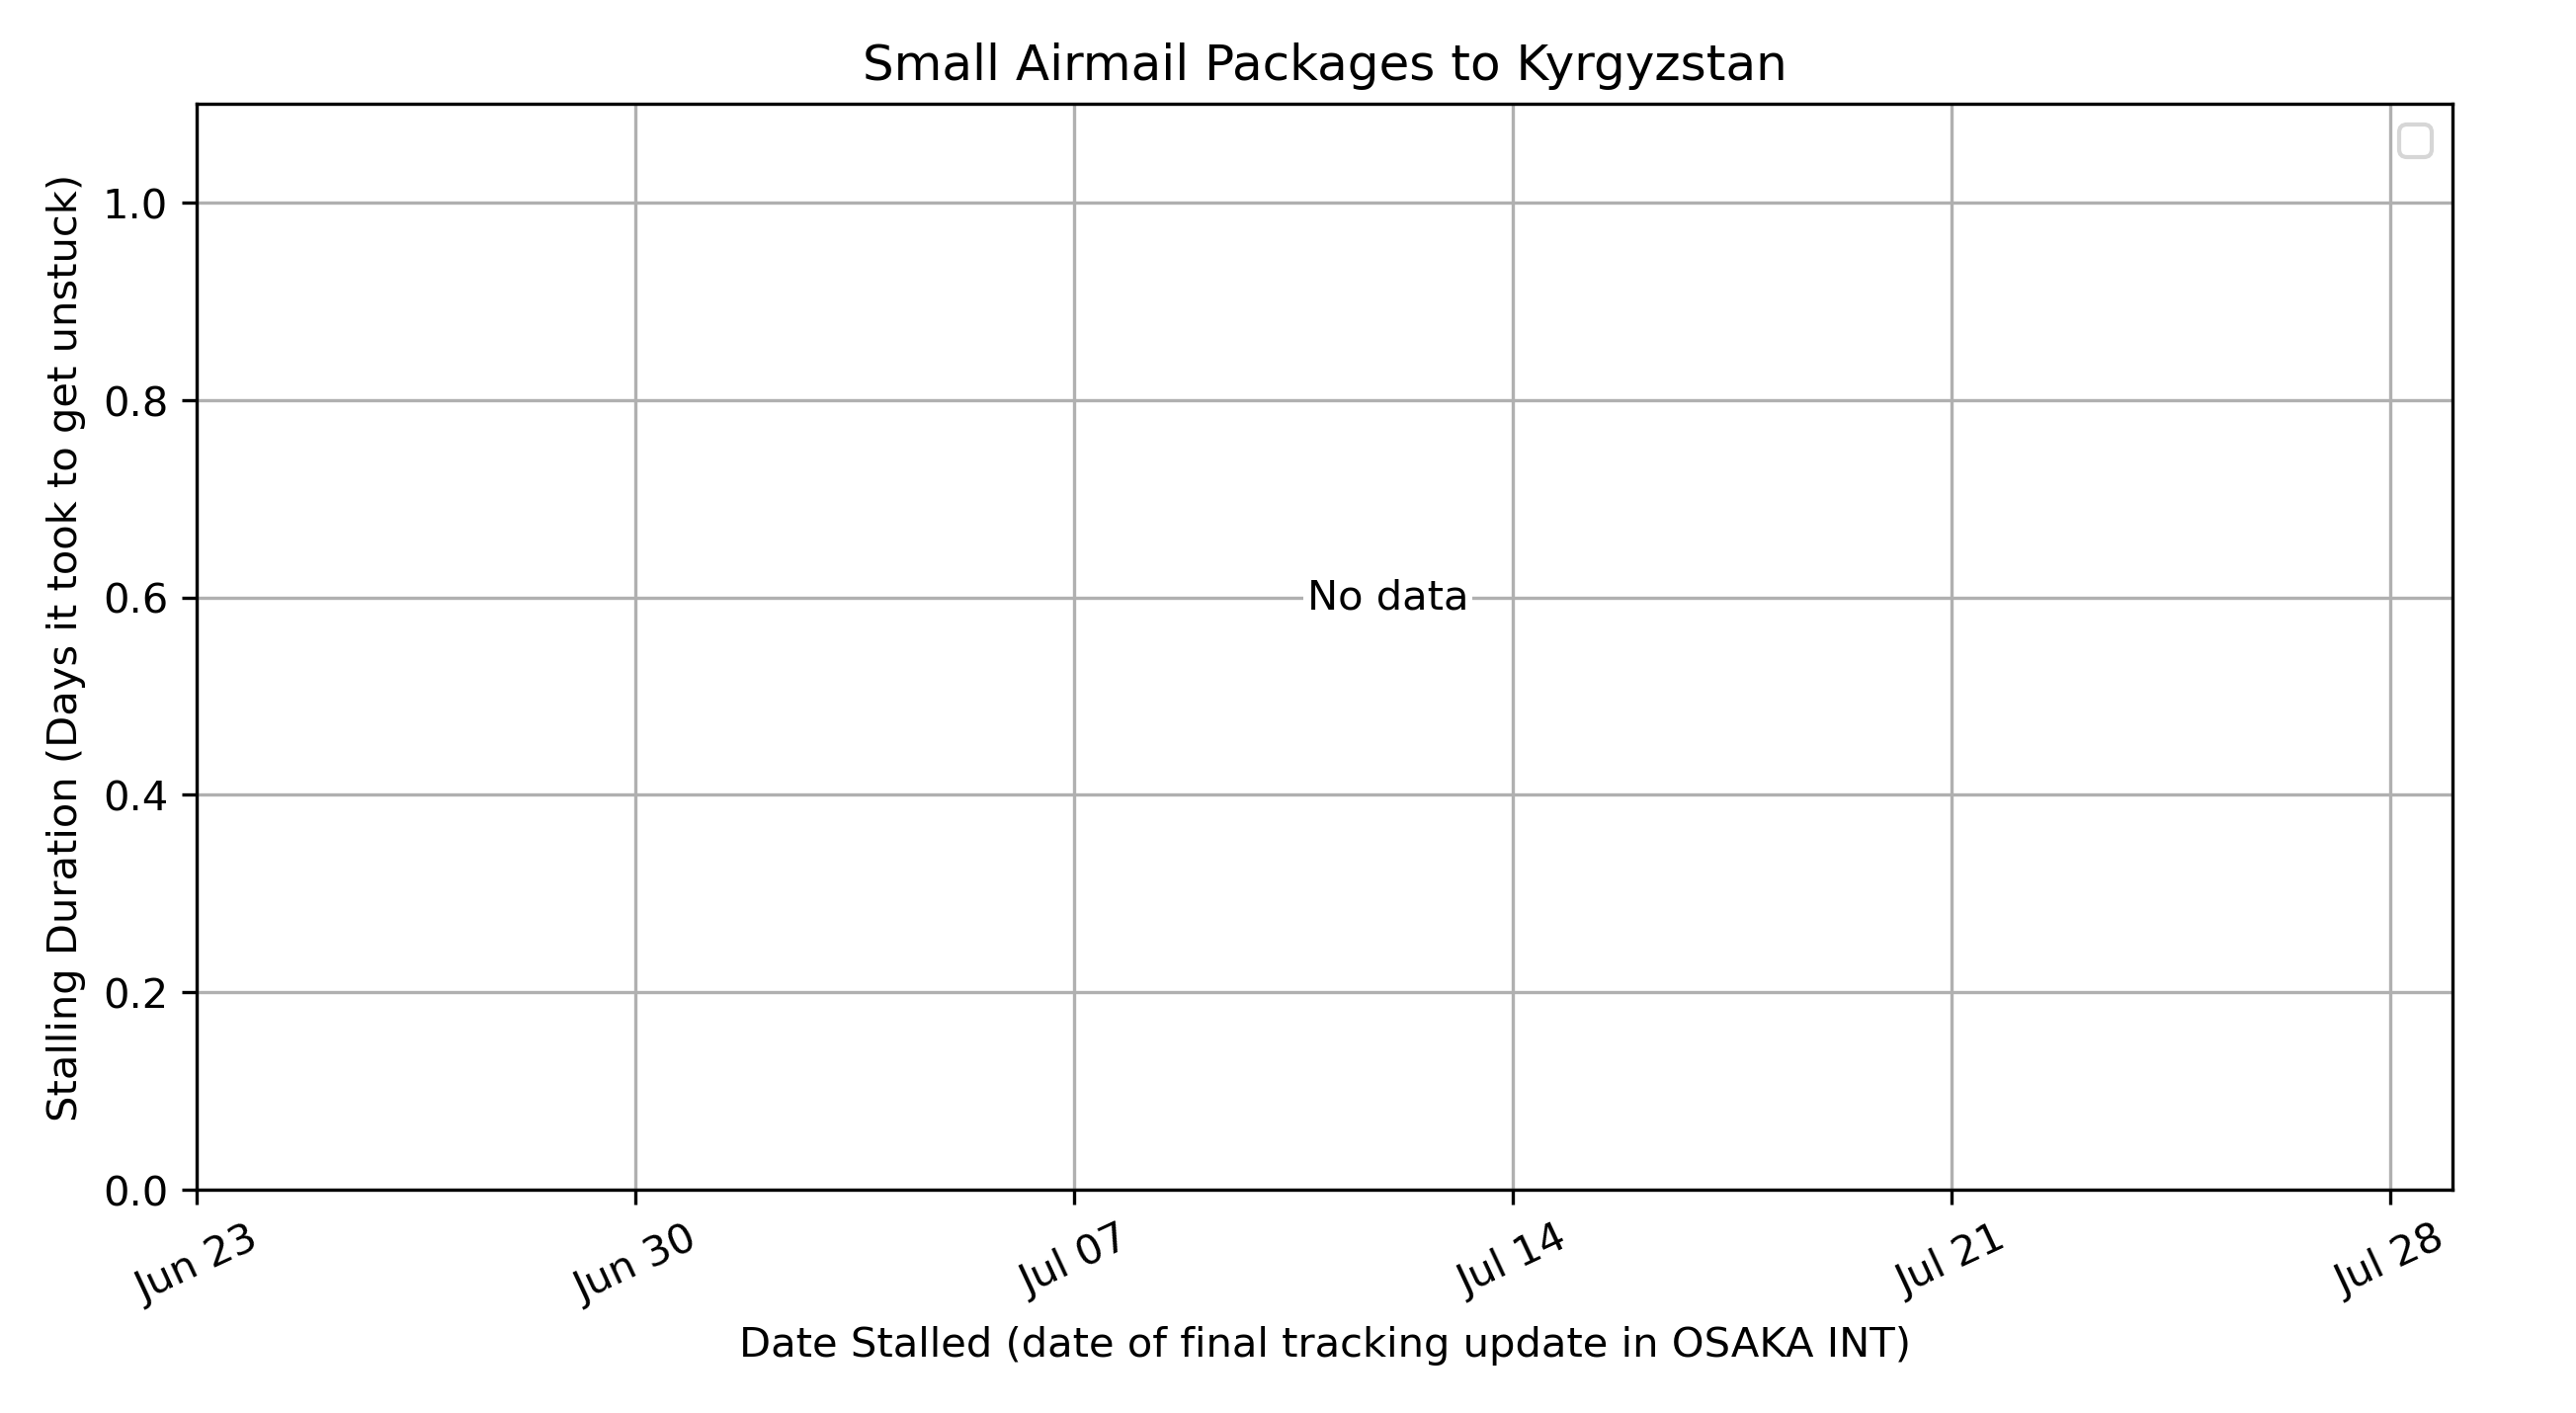 Small Airmail Packages to Kyrgyzstan
Stalling Duration (Days it took to get unstuck)
1.0
0.8
0.6
0.4
0.2
0.0
No data
Jun 23
Jun 30
Jul 07
Jul 14
Jul 21
Jul 28
Date Stalled (date of final tracking update in OSAKA INT)